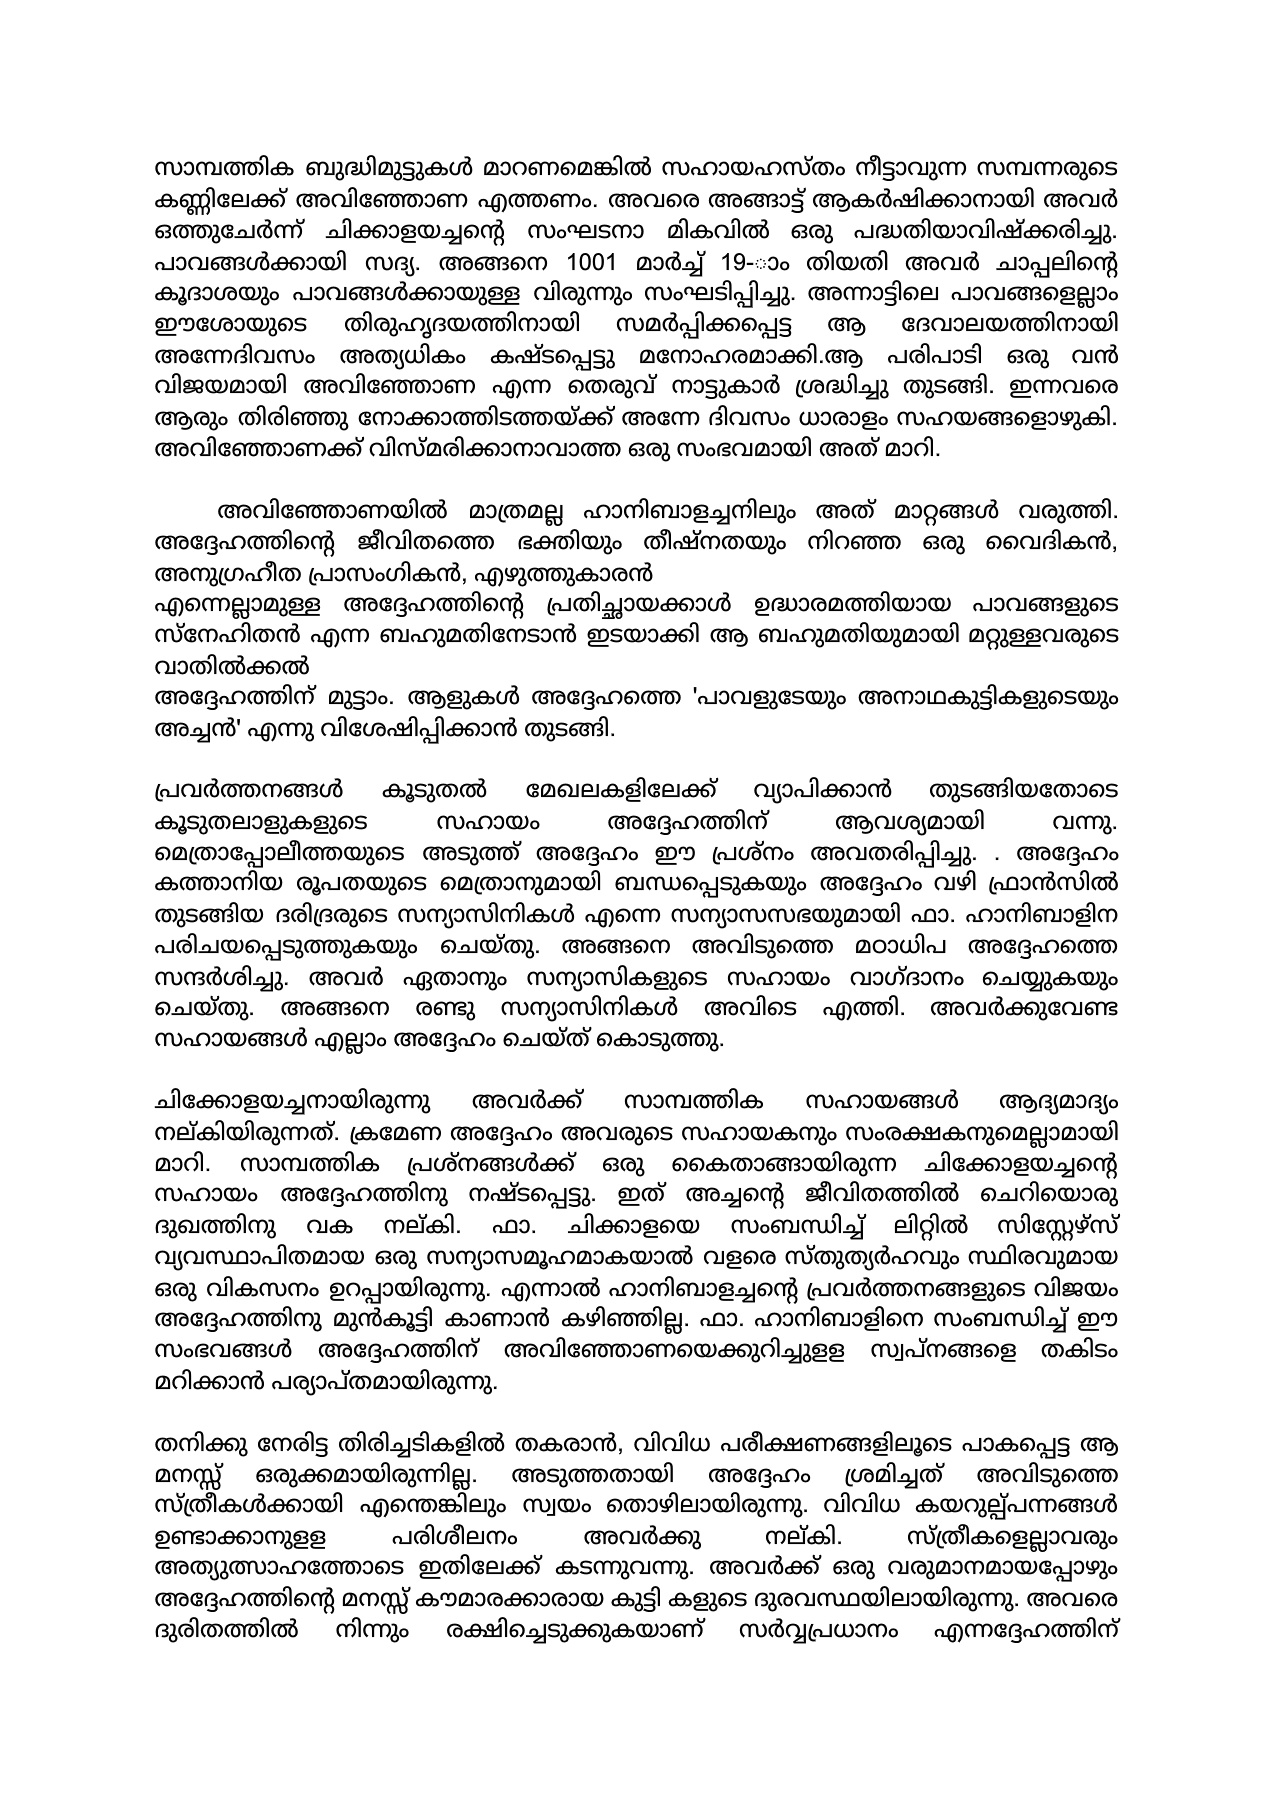 സാമ്പത്തിക ബുദ്ധിമുട്ടുകൾ മാറണമെങ്കിൽ സഹായഹസ്തം നീട്ടാവുന്ന സമ്പന്നരുടെ
കണ്ണിലേക്ക് അവിഞ്ഞോണ എത്തണം. അവരെ അങ്ങാട്ട് ആകർഷിക്കാനായി അവർ
ഒത്തുചേർന്ന് ചിക്കാളയച്ചന്റെ സംഘടനാ മികവിൽ ഒരു പദ്ധതിയാവിഷ്ക്കരിച്ചു.
പാവങ്ങൾക്കായി സദ്യ. അങ്ങനെ 1001 മാർച്ച് 19-ാം തിയതി അവർ ചാപ്പലിന്റെ
കൂദാശയും പാവങ്ങൾക്കായുള്ള വിരുന്നും സംഘടിപ്പിച്ചു. അന്നാട്ടിലെ പാവങ്ങളെല്ലാം
ഈശോയുടെ തിരുഹൃദയത്തിനായി സമർപ്പിക്കപ്പെട്ട ആ ദേവാലയത്തിനായി
അന്നേദിവസം അത്യധികം കഷ്ടപ്പെട്ടു മനോഹരമാക്കി.ആ പരിപാടി ഒരു വൻ
വിജയമായി അവിഞ്ഞോണ എന്ന തെരുവ് നാട്ടുകാർ ശ്രദ്ധിച്ചു തുടങ്ങി. ഇന്നവരെ
ആരും തിരിഞ്ഞു നോക്കാത്തിടത്തയ്ക്ക് അന്നേ ദിവസം ധാരാളം സഹയങ്ങളൊഴുകി.
അവിഞ്ഞോണക്ക് വിസ്മരിക്കാനാവാത്ത ഒരു സംഭവമായി അത് മാറി.
അവിഞ്ഞോണയിൽ മാത്രമല്ല ഹാനിബാളച്ചനിലും അത് മാറ്റങ്ങൾ വരുത്തി.
അദ്ദേഹത്തിന്റെ ജീവിതത്തെ ഭക്തിയും തീഷ്നതയും നിറഞ്ഞ ഒരു വൈദികൻ,
അനുഗ്രഹീത പ്രാസംഗികൻ, എഴുത്തുകാരൻ
എന്നെല്ലാമുള്ള അദ്ദേഹത്തിന്റെ പ്രതിച്ഛായക്കാൾ ഉദ്ധാരമത്തിയായ പാവങ്ങളുടെ
സ്നേഹിതൻ എന്ന ബഹുമതിനേടാൻ ഇടയാക്കി ആ ബഹുമതിയുമായി മറ്റുള്ളവരുടെ
വാതിൽക്കൽ
അദ്ദേഹത്തിന് മുട്ടാം. ആളുകൾ അദ്ദേഹത്തെ 'പാവളുടേയും അനാഥകുട്ടികളുടെയും
അച്ചൻ' എന്നു വിശേഷിപ്പിക്കാൻ തുടങ്ങി.
പ്രവർത്തനങ്ങൾ കൂടുതൽ മേഖലകളിലേക്ക് വ്യാപിക്കാൻ തുടങ്ങിയതോടെ
കൂടുതലാളുകളുടെ സഹായം അദ്ദേഹത്തിന് ആവശ്യമായി വന്നു.
മെത്രാപ്പോലീത്തയുടെ അടുത്ത് അദ്ദേഹം ഈ പ്രശ്നം അവതരിപ്പിച്ചു. . അദ്ദേഹം
കത്താനിയ രൂപതയുടെ മെത്രാനുമായി ബന്ധപ്പെടുകയും അദ്ദേഹം വഴി ഫ്രാൻസിൽ
തുടങ്ങിയ ദരിദ്രരുടെ സന്യാസിനികൾ എന്നെ സന്യാസസഭയുമായി ഫാ. ഹാനിബാളിന
പരിചയപ്പെടുത്തുകയും ചെയ്തു. അങ്ങനെ അവിടുത്തെ മഠാധിപ അദ്ദേഹത്തെ
സന്ദർശിച്ചു. അവർ ഏതാനും സന്യാസികളുടെ സഹായം വാഗ്ദാനം ചെയ്യുകയും
ചെയ്തു. അങ്ങനെ രണ്ടു സന്യാസിനികൾ അവിടെ എത്തി. അവർക്കുവേണ്ട
സഹായങ്ങൾ എല്ലാം അദ്ദേഹം ചെയ്ത് കൊടുത്തു.
ചിക്കോളയച്ചനായിരുന്നു അവർക്ക് സാമ്പത്തിക സഹായങ്ങൾ ആദ്യമാദ്യം
നല്കിയിരുന്നത്. ക്രമേണ അദ്ദേഹം അവരുടെ സഹായകനും സംരക്ഷകനുമെല്ലാമായി
മാറി. സാമ്പത്തിക പ്രശ്നങ്ങൾക്ക് ഒരു കൈതാങ്ങായിരുന്ന ചിക്കോളയച്ചന്റെ
സഹായം അദ്ദേഹത്തിനു നഷ്ടപ്പെട്ടു. ഇത് അച്ചന്റെ ജീവിതത്തിൽ ചെറിയൊരു
ദുഖത്തിനു വക നല്കി. ഫാ. ചിക്കാളയെ സംബന്ധിച്ച് ലിറ്റിൽ സിസ്റ്റേഴ്സ്
വ്യവസ്ഥാപിതമായ ഒരു സന്യാസമൂഹമാകയാൽ വളരെ സ്തുത്യർഹവും സ്ഥിരവുമായ
ഒരു വികസനം ഉറപ്പായിരുന്നു. എന്നാൽ ഹാനിബാളച്ചന്റെ പ്രവർത്തനങ്ങളുടെ വിജയം
അദ്ദേഹത്തിനു മുൻകൂട്ടി കാണാൻ കഴിഞ്ഞില്ല. ഫാ. ഹാനിബാളിനെ സംബന്ധിച്ച് ഈ
സംഭവങ്ങൾ അദ്ദേഹത്തിന് അവിഞ്ഞോണയെക്കുറിച്ചുളള സ്വപ്നങ്ങളെ തകിടം
മറിക്കാൻ പര്യാപ്തമായിരുന്നു.
തനിക്കു നേരിട്ട തിരിച്ചടികളിൽ തകരാൻ, വിവിധ പരീക്ഷണങ്ങളിലൂടെ പാകപ്പെട്ട ആ
മനസ്സ് ഒരുക്കമായിരുന്നില്ല. അടുത്തതായി അദ്ദേഹം ശ്രമിച്ചത് അവിടുത്തെ
സ്ത്രീകൾക്കായി എന്തെങ്കിലും സ്വയം തൊഴിലായിരുന്നു. വിവിധ കയറുല്പ്പന്നങ്ങൾ
ഉണ്ടാക്കാനുളള പരിശീലനം അവർക്കു നല്കി. സ്ത്രീകളെല്ലാവരും
അത്യുത്സാഹത്തോടെ ഇതിലേക്ക് കടന്നുവന്നു. അവർക്ക് ഒരു വരുമാനമായപ്പോഴും
അദ്ദേഹത്തിന്റെ മനസ്സ് കൗമാരക്കാരായ കുട്ടി കളുടെ ദുരവസ്ഥയിലായിരുന്നു. അവരെ
ദുരിതത്തിൽ നിന്നും രക്ഷിച്ചെടുക്കുകയാണ് സർവ്വപ്രധാനം എന്നദ്ദേഹത്തിന്